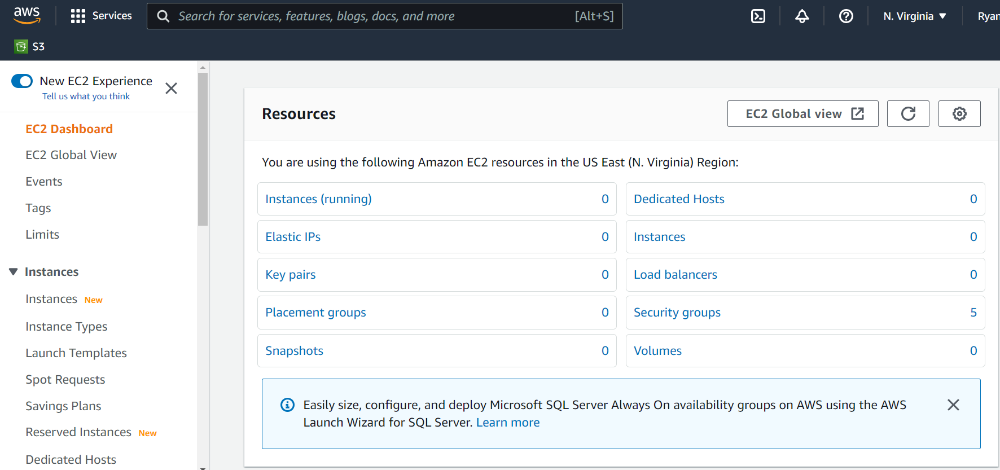 aws
Services
Search for services, features, blogs, docs, and more
[Alt+S]
N. Virginia
Ryan
S3
New EC2 Experience
Tell us what you think
EC2 Dashboard
EC2 Global View
Events
Tags
Limits
Instances
Instances New
Instance Types
Launch Templates
Spot Requests
Savings Plans
Reserved Instances New
Dedicated Hosts
Resources
EC2 Global view
You are using the following Amazon EC2 resources in the US East (N. Virginia) Region:
Instances (running) 0
Dedicated Hosts 0
Elastic IPs 0
Instances 0
Key pairs 0
Load balancers 0
Placement groups 0
Security groups 5
Snapshots 0
Volumes 0
Easily size, configure, and deploy Microsoft SQL Server Always On availability groups on AWS using the AWS
Launch Wizard for SQL Server. Learn more